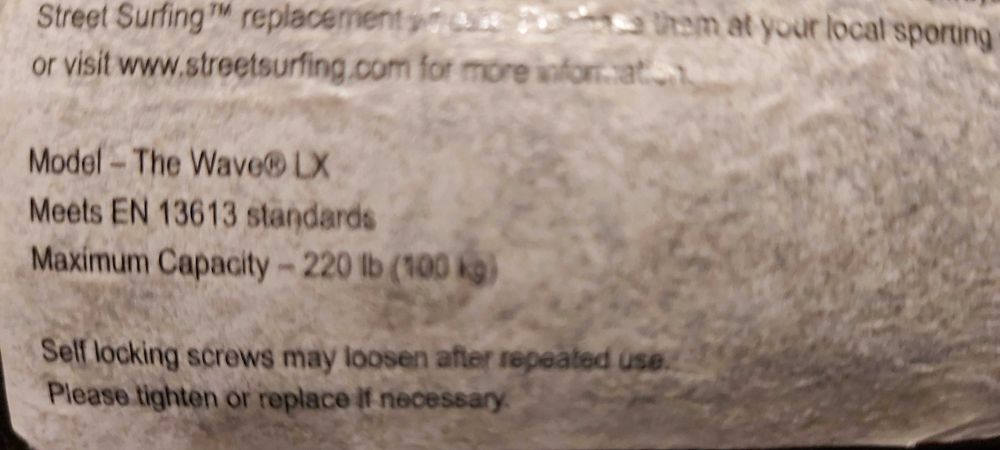 Street Surfing™ replacement them at your local sporting
or visit www.streetsurfing.com for more information.
Model – The Wave® LX
Meets EN 13613 standards
Maximum Capacity – 220 lb (100 kg)
Self locking screws may loosen after repeated use.
Please tighten or replace if necessary.